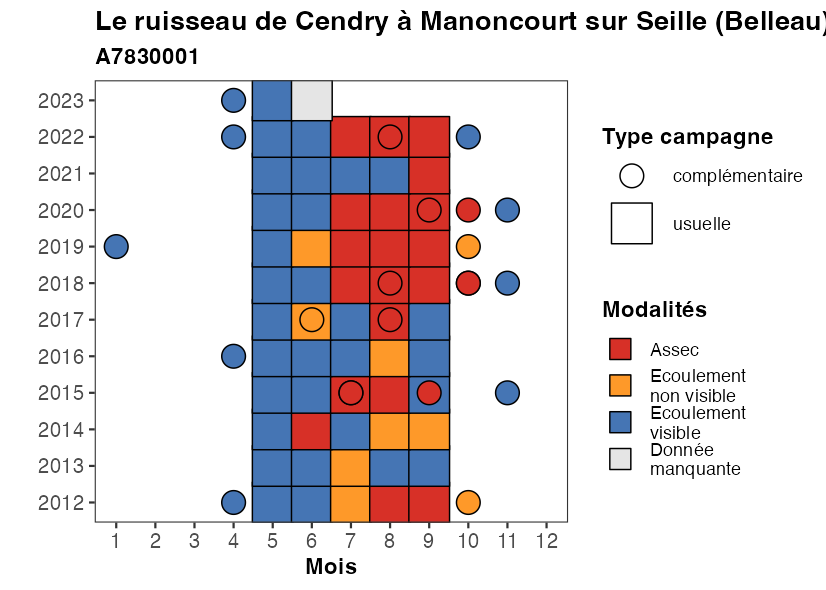 Le ruisseau de Cendry à Manoncourt sur Seille (Belleau)
A7830001
2023
2022
2021
2020
2019
2018
2017
2016
2015
2014
2013
2012
1 2 3 4 5 6 7 8 9 10 11 12
Mois
Type campagne
complémentaire
usuelle
Modalités
Assec
Ecoulement
non visible
Ecoulement
visible
Donnée
manquante